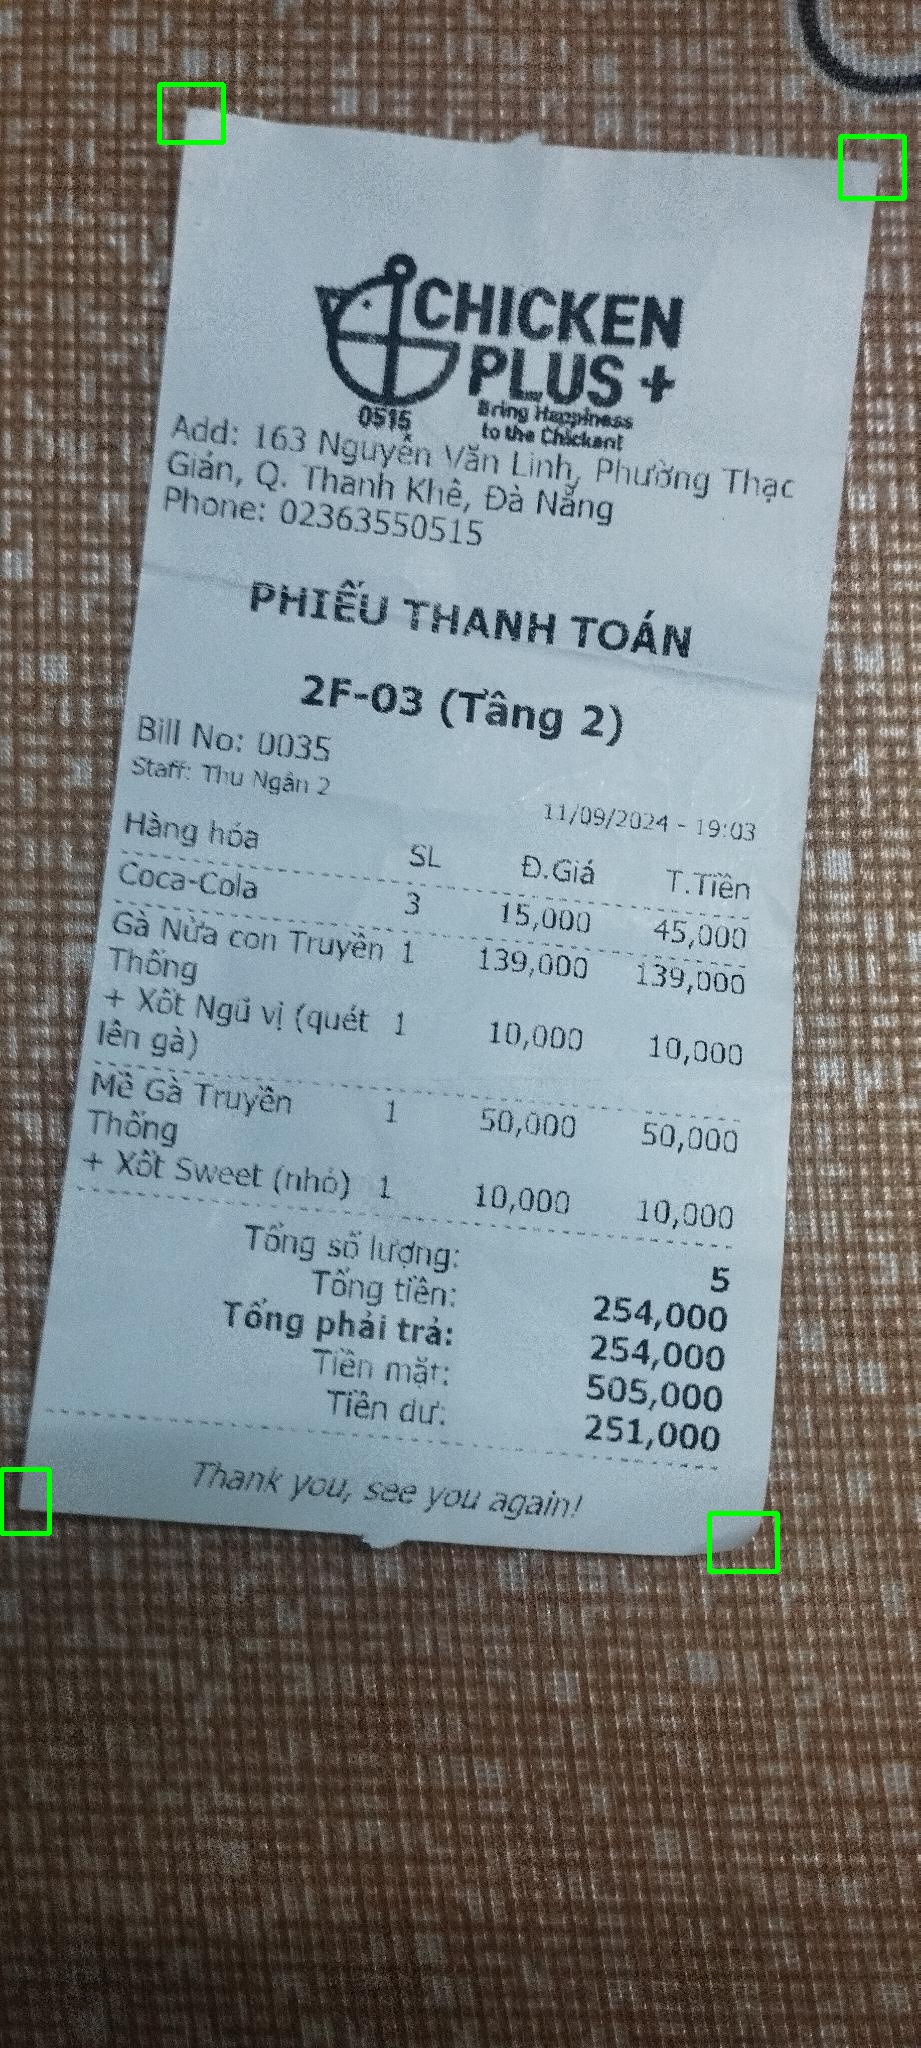 CHICKEN
PLUS +
0515
Bring Happiness
to the Chicken!
Add: 163 Nguyễn Văn Linh, Phường Thạc
Gián, Q. Thanh Khê, Đà Nẵng
Phone: 02363550515
PHIẾU THANH TOÁN
2F-03 (Tầng 2)
Bill No: 0035
Staff: Thu Ngân 2
11/09/2024 - 19:03
Hàng hóa SL Đ.Giá T.Tiền
Coca-Cola 3 15,000 45,000
Gà Nửa con Truyền 1 139,000 139,000
Thống
+ Xốt Ngũ vị (quét 1 10,000 10,000
lên gà)
Mề Gà Truyền 1 50,000 50,000
Thống
+ Xốt Sweet (nhỏ) 1 10,000 10,000
Tổng số lượng: 5
Tổng tiền: 254,000
Tổng phải trả: 254,000
Tiền mặt: 505,000
Tiền dư: 251,000
Thank you, see you again!